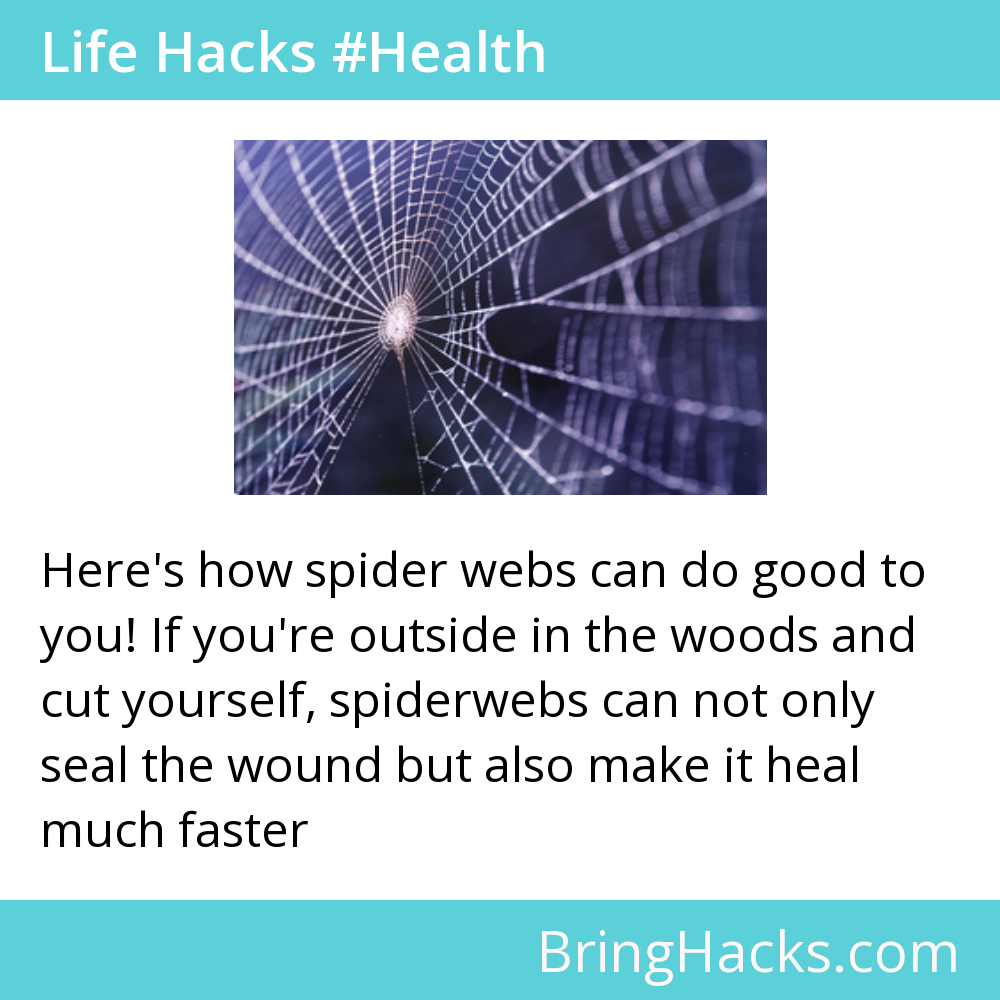 Life Hacks #Health
Here's how spider webs can do good to
you! If you're outside in the woods and
cut yourself, spiderwebs can not only
seal the wound but also make it heal
much faster
BringHacks.com